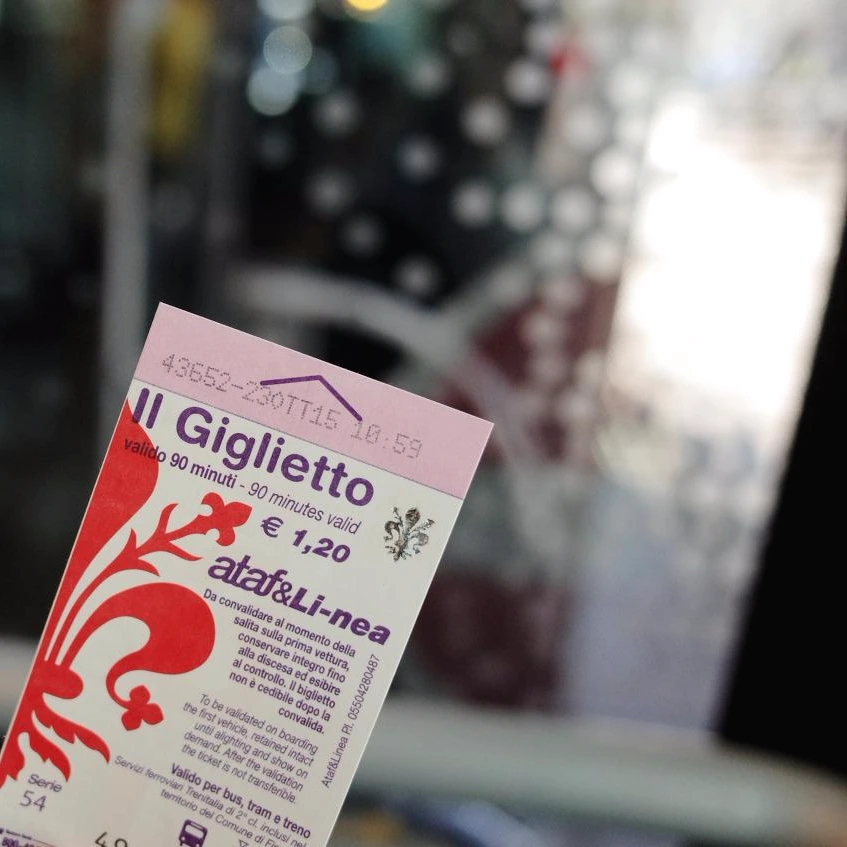 43652-230TT15 10:59
Il Giglietto
valido 90 minuti - 90 minutes valid
€ 1,20
ataf&Li-nea
Da convalidare al momento della
salita sulla prima vettura,
conservare integro fino
alla discesa ed esibire
al controllo. Il biglietto
non è cedibile dopo la
convalida.
To be validated on boarding
the first vehicle, retained intact
until alighting and show on
demand. After the validation
the ticket is not transferible.
Ataf&Linea P.I. 05504280487
Valido per bus, tram e treno
Servizi ferroviari Trenitalia di 2° cl. inclusi nel
territorio del Comune di
Serie
54